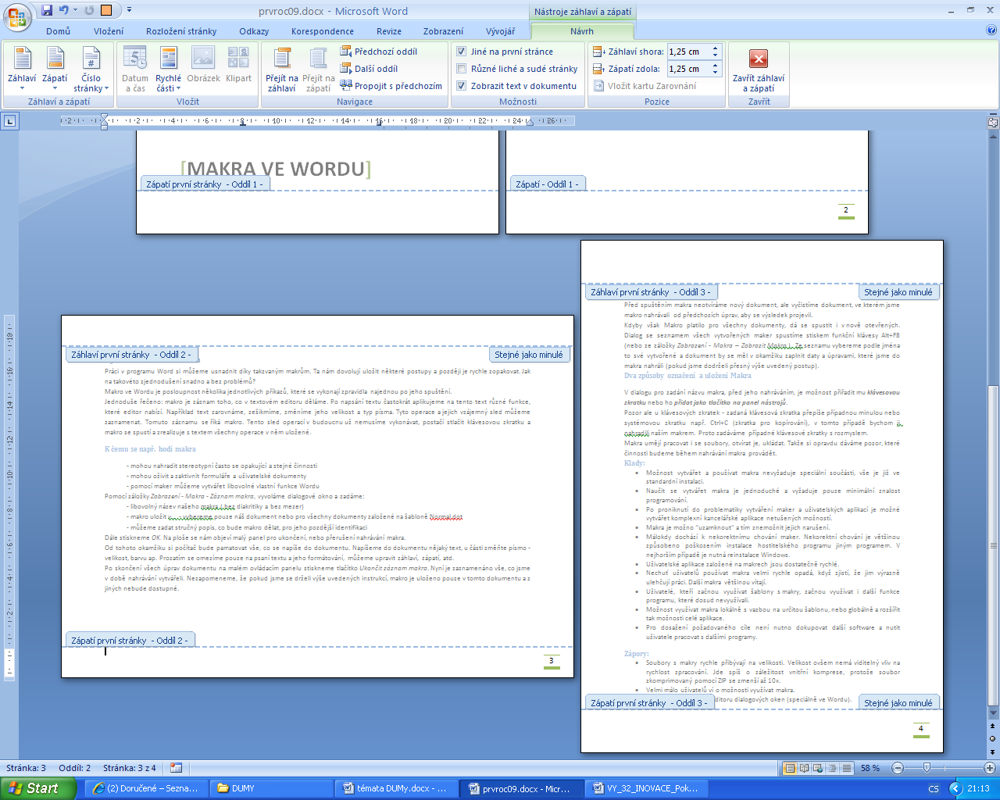 prvroc09.docx - Microsoft Word
Nástroje záhlaví a zápatí
Domů Vložení Rozložení stránky Odkazy Korespondence Revize Zobrazení Vývojář Návrh
Záhlaví Zápatí Číslo stránky
Záhlaví a zápatí
Datum a čas Rychlé části Obrázek Klipart
Vložit
Přejít na záhlaví Přejít na zápatí
Předchozí oddíl
Další oddíl
Propojit s předchozím
Navigace
Jiné na první stránce
Různé liché a sudé stránky
Zobrazit text v dokumentu
Možnosti
Záhlaví shora: 1,25 cm
Zápatí zdola: 1,25 cm
Vložit kartu Zarovnání
Pozice
Zavřít záhlaví a zápatí
Zavřít
[MAKRA VE WORDU]
Zápatí první stránky - Oddíl 1 -
Zápatí - Oddíl 1 -
2
Záhlaví první stránky - Oddíl 2 -
Stejné jako minulé
Práci v programu Word si můžeme usnadnit díky takzvaným makrům. Ta nám dovolují uložit některé postupy a později je rychle zopakovat. Jak
na takovéto zjednodušení snadno a bez problémů?
Makro ve Wordu je posloupnost několika jednotlivých příkazů, které se vykonají zpravidla najednou po jeho spuštění.
Jednoduše řečeno: makro je záznam toho, co v textovém editoru děláme. Po napsání textu častokrát aplikujeme na tento text různé funkce,
které editor nabízí. Například text zarovnáme, zešikmíme, změníme jeho velikost a typ písma. Tyto operace a jejich vzájemný sled můžeme
zaznamenat. Tomuto záznamu se říká makro. Tento sled operací v budoucnu už nemusíme vykonávat, postačí stlačit klávesovou zkratku a
makro se spustí a zrealizuje s textem všechny operace v něm uložené.
K čemu se např. hodí makra
- mohou nahradit stereotypní často se opakující a stejné činnosti
- mohou oživit a zaktivnit formuláře a uživatelské dokumenty
- pomocí maker můžeme vytvářet libovolné vlastní funkce Wordu
Pomocí záložky Zobrazení - Makra - Záznam makra, vyvoláme dialogové okno a zadáme:
- libovolný název našeho makra ( bez diakritiky a bez mezer)
- makro uložit v ... - vybereme pouze náš dokument nebo pro všechny dokumenty založené na šabloně Normal.dot
- můžeme zadat stručný popis, co bude makro dělat, pro jeho pozdější identifikaci
Dále stiskneme OK. Na ploše se nám objeví malý panel pro ukončení, nebo přerušení nahrávání makra.
Od tohoto okamžiku si počítač bude pamatovat vše, co se napíše do dokumentu. Napíšeme do dokumentu nějaký text, u části změňte písmo -
velikost, barvu ap. Prozatím se omezíme pouze na psaní textu a jeho formátování, můžeme upravit záhlaví, zápatí, atd.
Po skončení všech úprav dokumentu na malém ovládacím panelu stiskneme tlačítko Ukončit záznam makra. Nyní je zaznamenáno vše, co jsme
v době nahrávání vytvářeli. Nezapomeneme, že pokud jsme se drželi výše uvedených instrukcí, makro je uloženo pouze v tomto dokumentu a z
jiných nebude dostupné.
Zápatí první stránky - Oddíl 2 -
3
Záhlaví první stránky - Oddíl 3 -
Stejné jako minulé
Před spuštěním makra neotvíráme nový dokument, ale vyčistíme dokument, ve kterém jsme
makro nahrávali od předchozích úprav, aby se výsledek projevil.
Kdyby však Makro platilo pro všechny dokumenty, dá se spustit i v nově otevřených.
Dialog se seznamem všech vytvořených maker spustíme stiskem funkční klávesy Alt+F8
(nebo ze záložky Zobrazení - Makra – Zobrazit Makra ). Ze seznamu vybereme podle jména
to své vytvořené a dokument by se měl v okamžiku zaplnit daty a úpravami, které jsme do
makra nahráli (pokud jsme dodrželi přesný výše uvedený postup).
Dva způsoby označení a uložení Makra
V dialogu pro zadání názvu makra, před jeho nahráváním, je možnost přiřadit mu klávesovou
zkratku nebo ho přidat jako tlačítko na panel nástrojů.
Pozor ale u klávesových zkratek - zadaná klávesová zkratka přepíše případnou minulou nebo
systémovou zkratku např. Ctrl+C (zkratka pro kopírování), v tomto případě bychom ji
nahradili naším makrem. Proto zadáváme případné klávesové zkratky s rozmyslem.
Makra umějí pracovat i se soubory, otvírat je, ukládat. Takže si opravdu dáváme pozor, které
činnosti budeme během nahrávání makra provádět.
Klady:
• Možnost vytvářet a používat makra nevyžaduje speciální součásti, vše je již ve
standardní instalaci.
• Naučit se vytvářet makra je jednoduché a vyžaduje pouze minimální znalost
programování.
• Po proniknutí do problematiky vytváření maker a uživatelských aplikací je možné
vytvářet komplexní kancelářské aplikace netušených možností.
• Makra je možno "uzamknout" a tím znemožnit jejich narušení.
• Málokdy dochází k nekorektnímu chování maker. Nekorektní chování je většinou
způsobeno poškozením instalace hostitelského programu jiným programem. V
nejhorším případě je nutná reinstalace Windows.
• Uživatelské aplikace založené na makrech jsou dostatečně rychlé.
• Nechuť uživatelů používat makra velmi rychle opadá, když zjistí, že jim výrazně
ulehčují práci. Další makra většinou vítají.
• Uživatelé, kteří začnou využívat šablony s makry, začnou využívat i další funkce
programu, které dosud nevyužívali.
• Možnost využívat makra lokálně s vazbou na určitou šablonu, nebo globálně a rozšířit
tak možnosti celé aplikace.
• Pro dosažení požadovaného cíle není nutno dokupovat další software a nutit
uživatele pracovat s dalšími programy.
Zápory:
• Soubory s makry rychle přibývají na velikosti. Velikost ovšem nemá viditelný vliv na
rychlost zpracování. Jde spíš o záležitost vnitřní komprese, protože soubor
zkomprimovaný pomocí ZIP se zmenší až 10x.
• Velmi málo uživatelů ví o možnosti využívat makra.
ditoru dialogových oken (speciálně ve Wordu).
Zápatí první stránky - Oddíl 3 -
Stejné jako minulé
4
Stránka: 3 Oddíl: 2 Stránka: 3 z 4
58 %
Start
(2) Doručené – Sezna...
DUMY
témata DUMy.docx - ...
prvroc09.docx - Micr...
VY_32_INOVACE_Pok...
CS
21:13